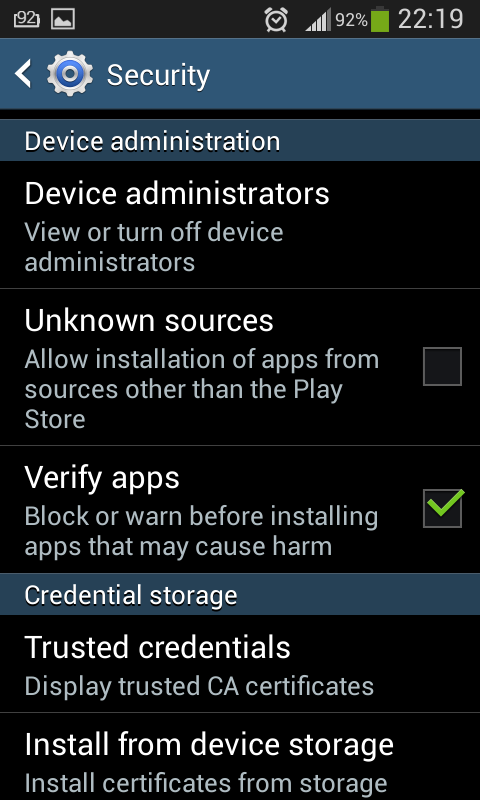 92 92% 22:19
Security
Device administration
Device administrators
View or turn off device
administrators
Unknown sources
Allow installation of apps from
sources other than the Play
Store
Verify apps
Block or warn before installing
apps that may cause harm
Credential storage
Trusted credentials
Display trusted CA certificates
Install from device storage
Install certificates from storage